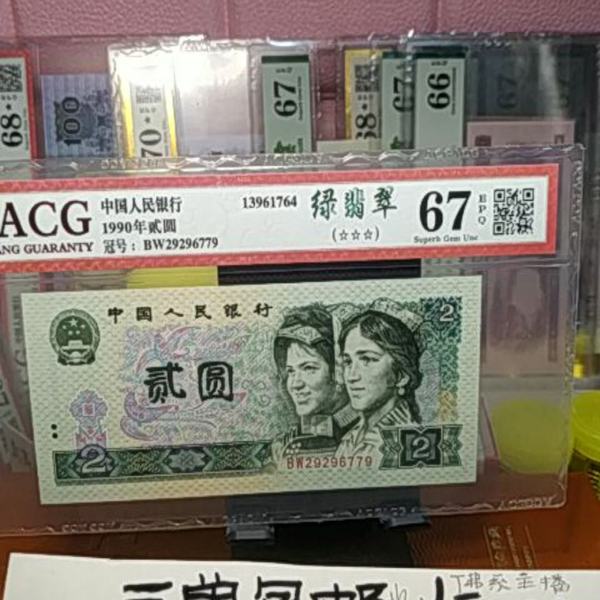 68★
100
70★
67
68★
67
66
67
ACG
ANG GUARANTY
中国人民银行
1990年贰圆
冠号：BW29296779
13961764
绿翡翠
(☆☆☆)
67
EPQ
Superb Gem Unc
中国人民银行
2
贰圆
2
BW29296779
2